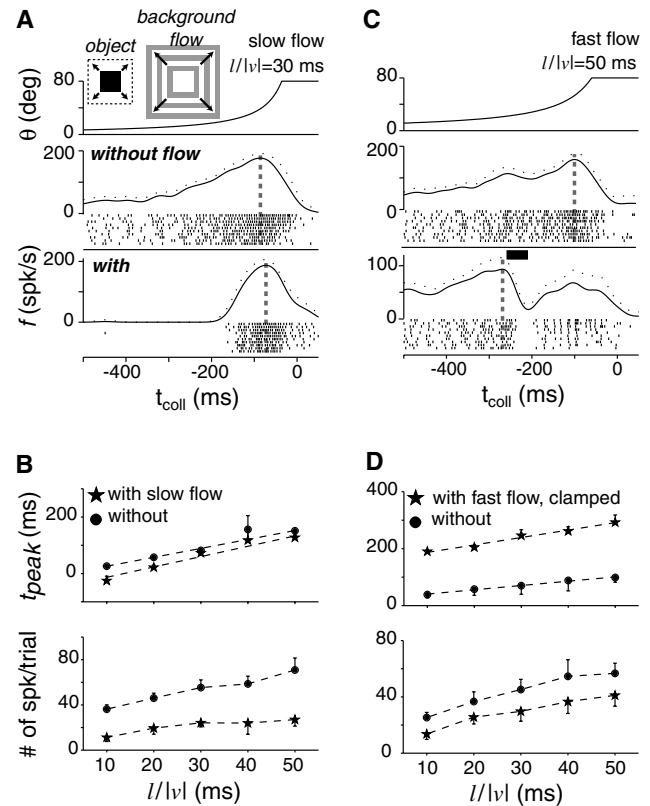 A
object
background
flow
slow flow
l/|v|=30 ms
80
0
θ (deg)
200
without flow
0
200
with
0
f (spk/s)
-400
-200
0
t_coll (ms)
C
fast flow
l/|v|=50 ms
80
0
200
0
100
0
-400
-200
0
t_coll (ms)
B
★ with slow flow
● without
200
0
t_peak (ms)
80
40
0
# of spk/trial
10 20 30 40 50
l/|v| (ms)
D
★ with fast flow, clamped
● without
400
200
0
80
40
0
10 20 30 40 50
l/|v| (ms)